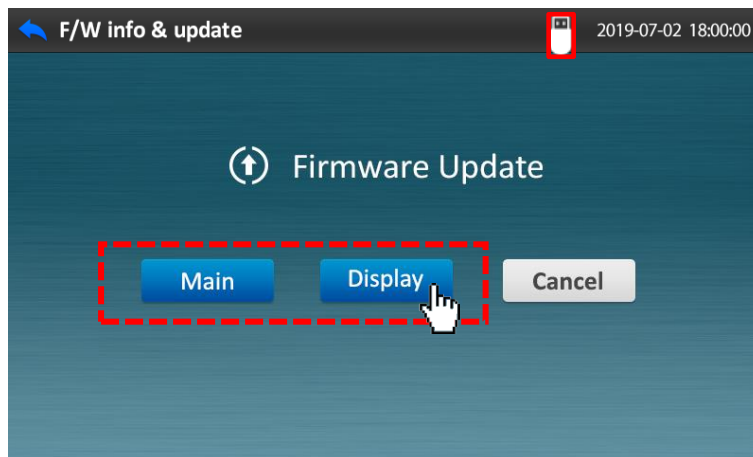 F/W info & update
2019-07-02 18:00:00
Firmware Update
Main
Display
Cancel